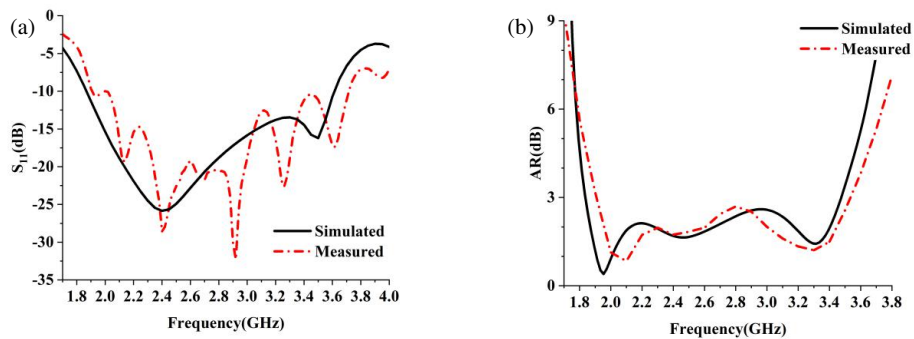 (a)
0
-5
-10
-15
-20
-25
-30
-35
S11(dB)
Simulated
Measured
1.8 2.0 2.2 2.4 2.6 2.8 3.0 3.2 3.4 3.6 3.8 4.0
Frequency(GHz)
(b)
9
6
3
0
AR(dB)
Simulated
Measured
1.8 2.0 2.2 2.4 2.6 2.8 3.0 3.2 3.4 3.6 3.8
Frequency(GHz)